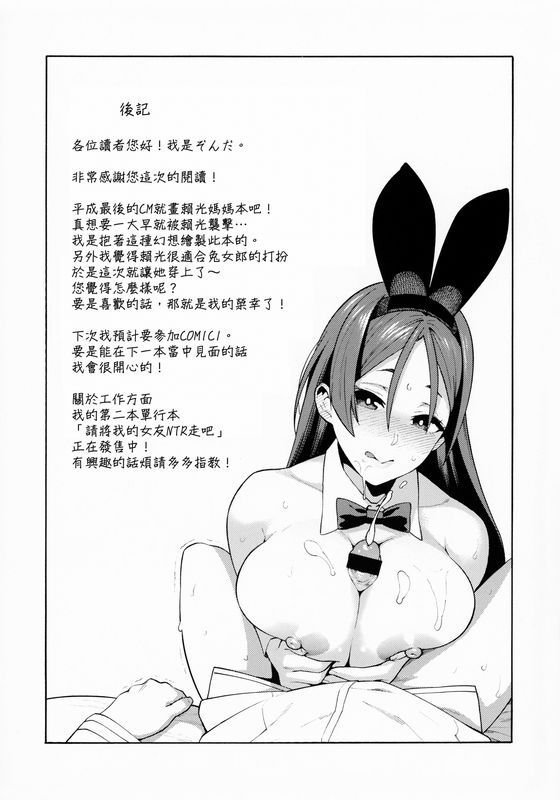 後記
各位讀者您好！我是ぞんだ。
非常感謝您這次的閱讀！
平成最後的CM就畫賴光媽媽本吧！
真想要一大早就被賴光襲擊…
我是抱著這種幻想繪製此本的。
另外我覺得賴光很適合兔女郎的打扮
於是這次就讓她穿上了～
您覺得怎麼樣呢？
要是喜歡的話，那就是我的榮幸了！
下次我預計要參加COMIC1。
要是能在下一本當中見面的話
我會很開心的！
關於工作方面
我的第二本單行本
「請將我的女友NTR走吧」
正在發售中！
有興趣的話煩請多多指教！